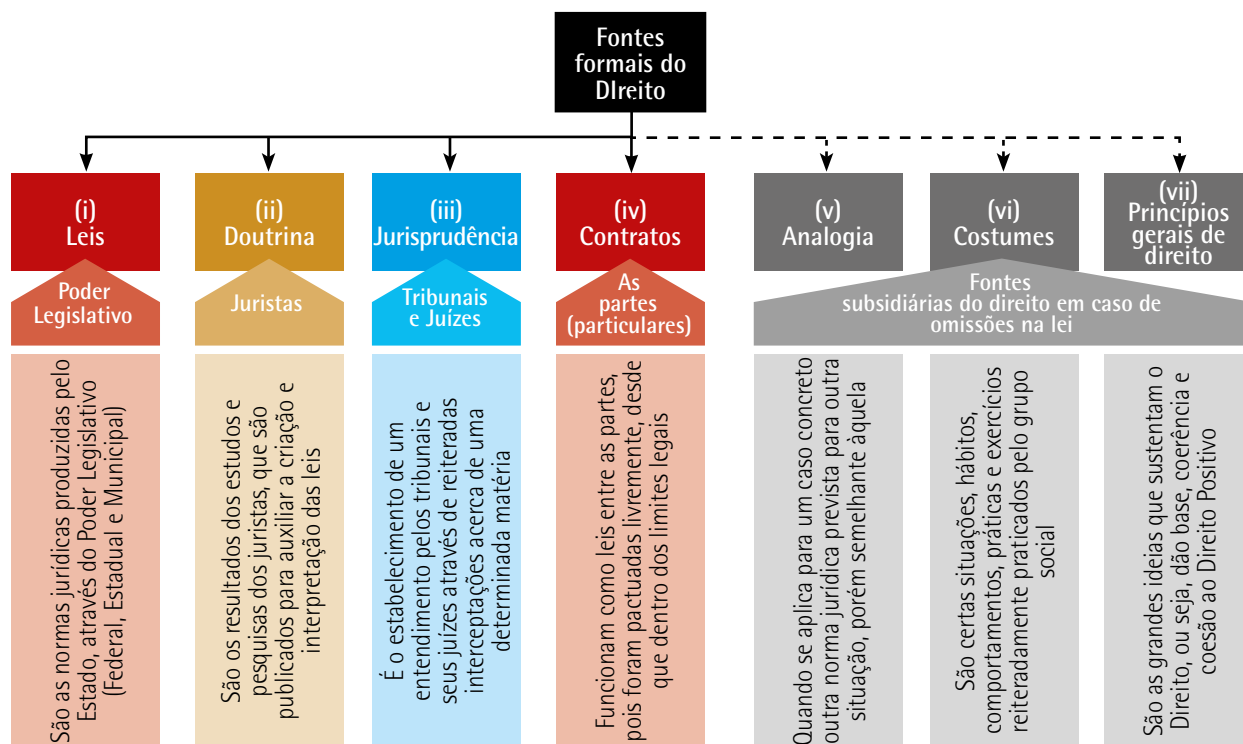 Fontes
formais do
DIreito
(i)
Leis
(ii)
Doutrina
(iii)
Jurisprudência
(iv)
Contratos
(v)
Analogia
(vi)
Costumes
(vii)
Princípios
gerais de
direito
Poder
Legislativo
Juristas
Tribunais
e Juízes
As
partes
(particulares)
Fontes
subsidiárias do direito em caso de
omissões na lei
São as normas jurídicas produzidas pelo
Estado, através do Poder Legislativo
(Federal, Estadual e Municipal)
São os resultados dos estudos e
pesquisas dos juristas, que são
publicados para auxiliar a criação e
interpretação das leis
É o estabelecimento de um
entendimento pelos tribunais e
seus juízes através de reiteradas
interceptações acerca de uma
determinada matéria
Funcionam como leis entre as partes,
pois foram pactuadas livremente, desde
que dentro dos limites legais
Quando se aplica para um caso concreto
outra norma jurídica prevista para outra
situação, porém semelhante àquela
São certas situações, hábitos,
comportamentos, práticas e exercícios
reiteradamente praticados pelo grupo
social
São as grandes ideias que sustentam o
Direito, ou seja, dão base, coerência e
coesão ao Direito Positivo